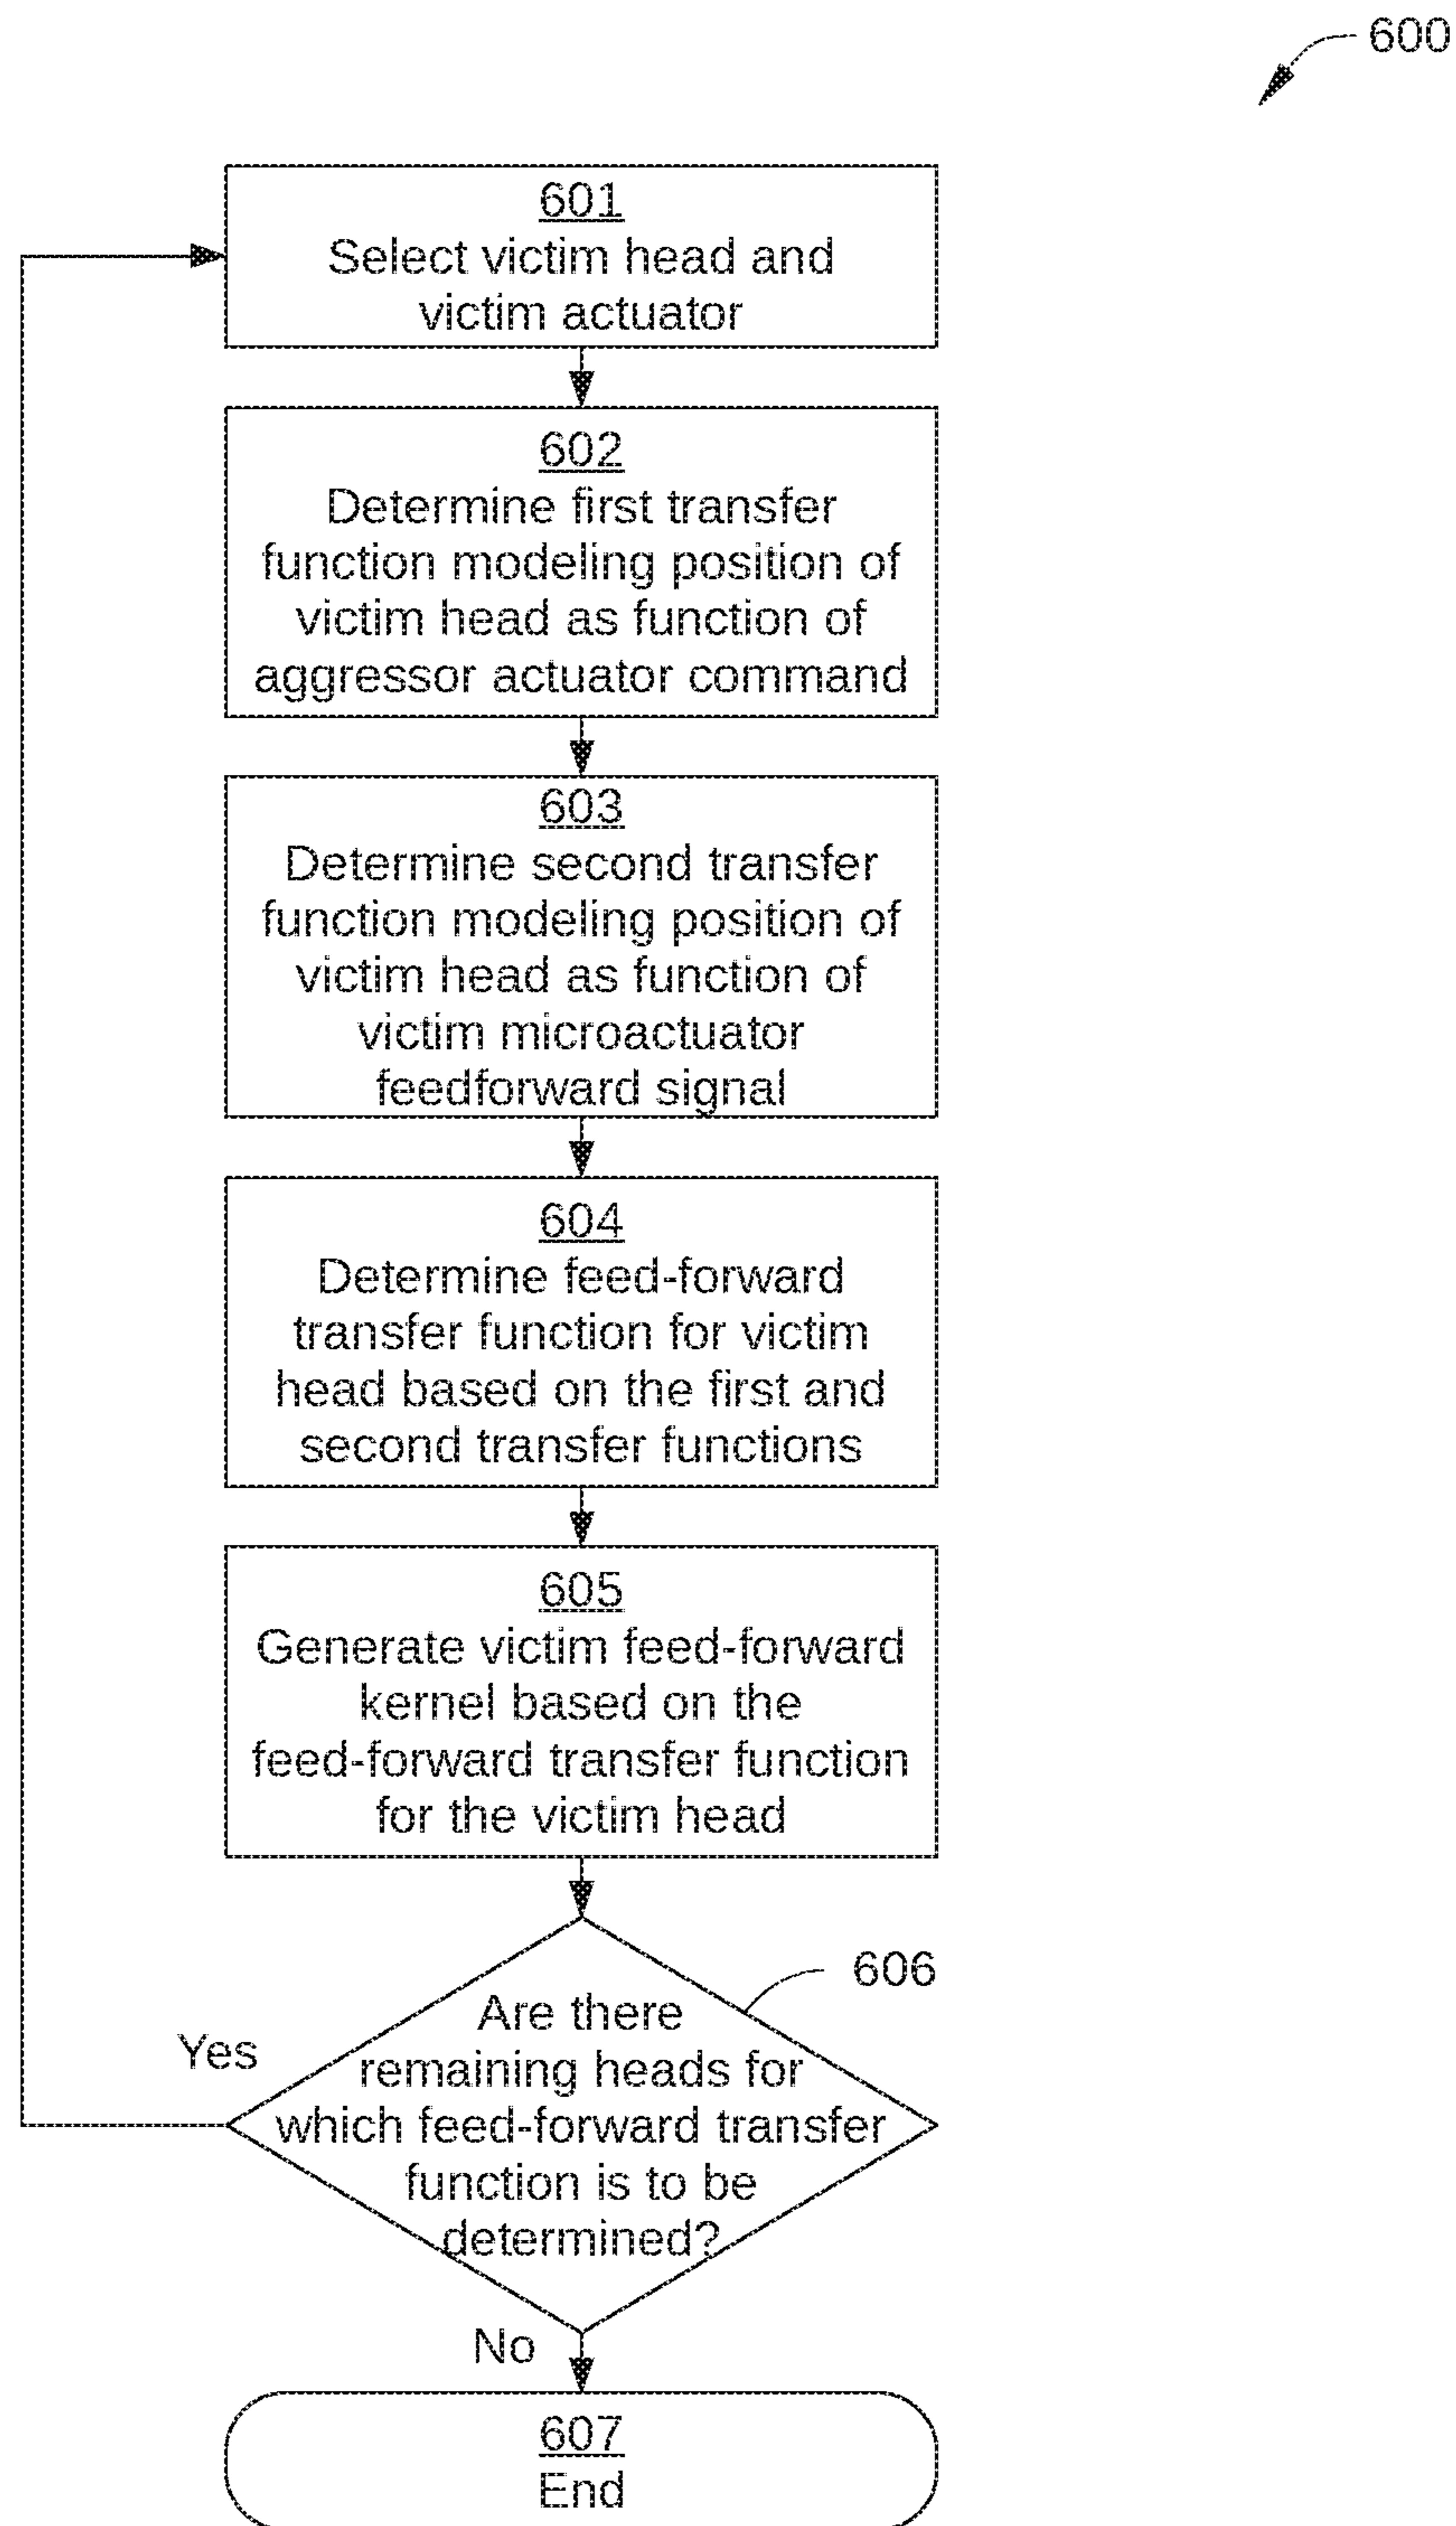 600
601
Select victim head and
victim actuator
602
Determine first transfer
function modeling position of
victim head as function of
aggressor actuator command
603
Determine second transfer
function modeling position of
victim head as function of
victim microactuator
feedforward signal
604
Determine feed-forward
transfer function for victim
head based on the first and
second transfer functions
605
Generate victim feed-forward
kernel based on the
feed-forward transfer function
for the victim head
606
Are there
remaining heads for
which feed-forward transfer
function is to be
determined?
Yes
No
607
End